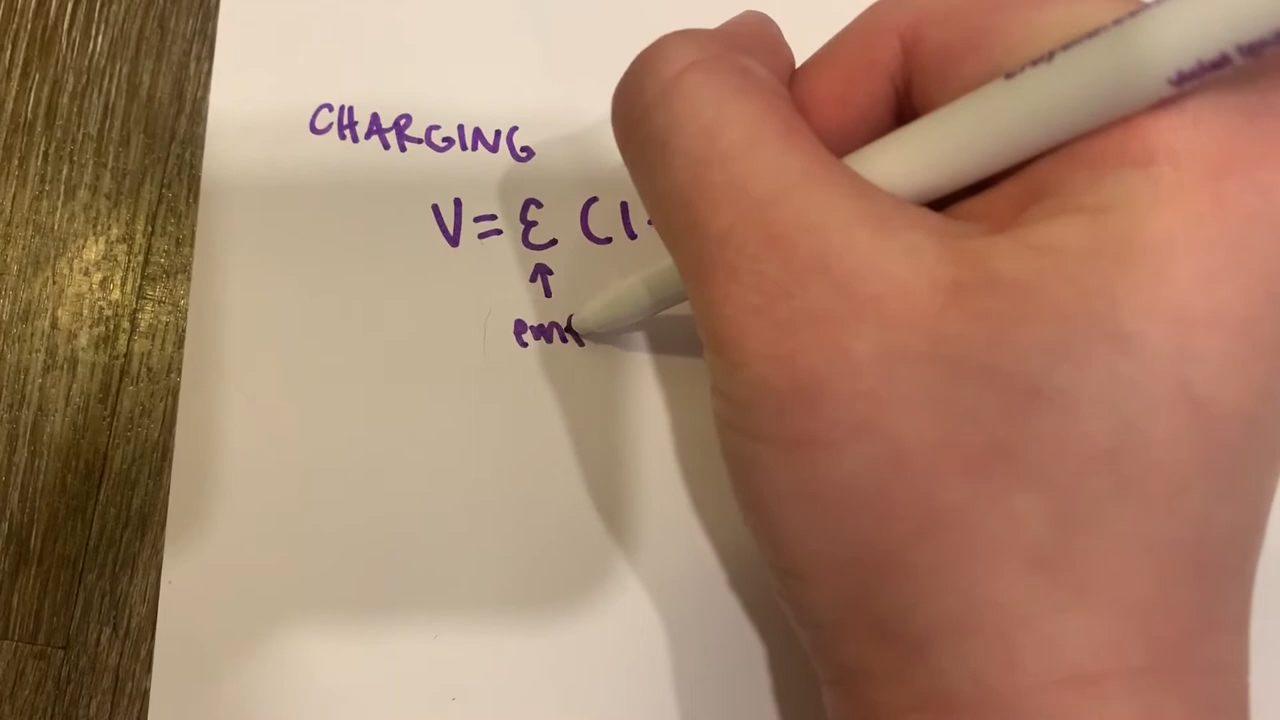 CHARGING
V = Ɛ (1-
↑
emf